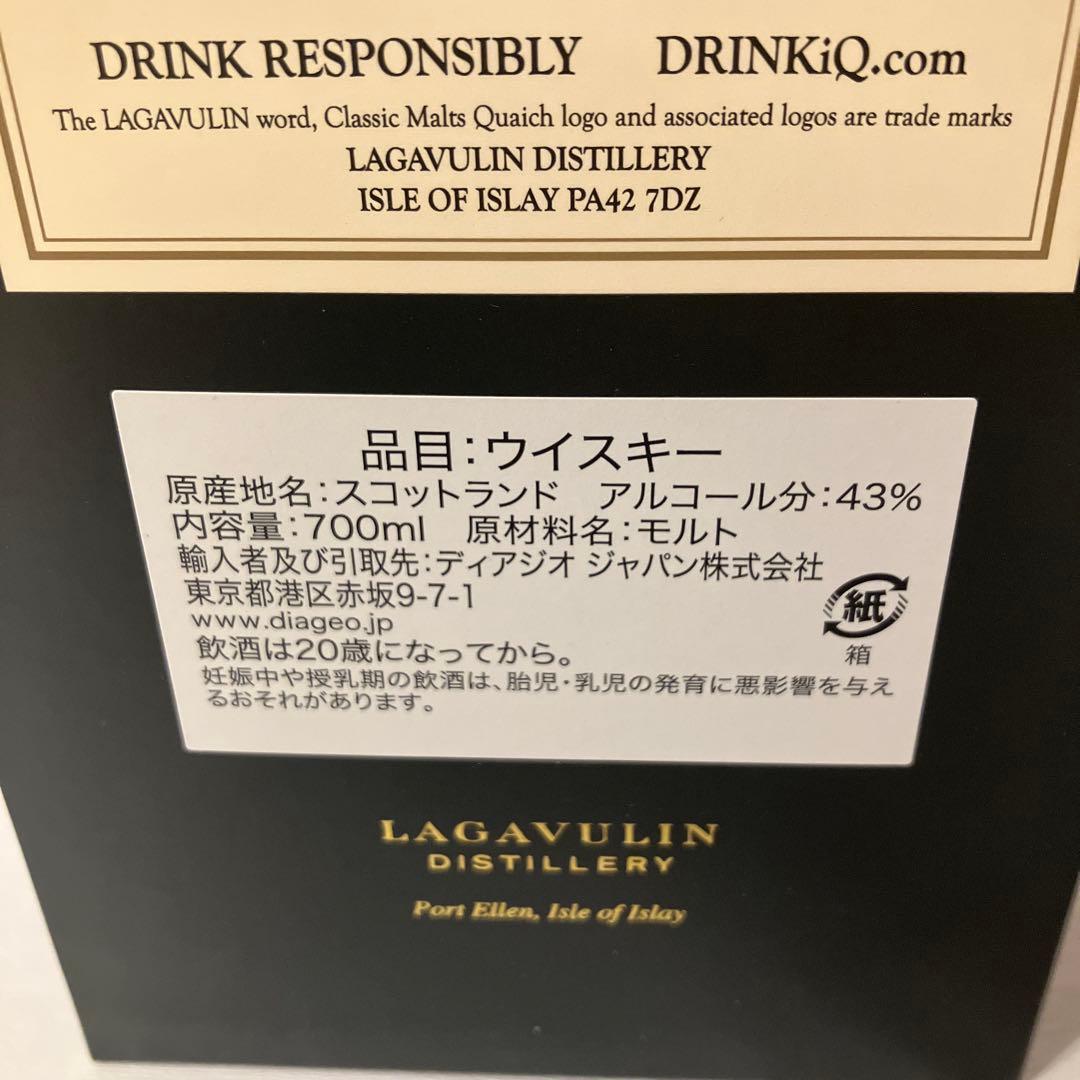 DRINK RESPONSIBLY DRINKiQ.com
The LAGAVULIN word, Classic Malts Quaich logo and associated logos are trade marks
LAGAVULIN DISTILLERY
ISLE OF ISLAY PA42 7DZ
品目：ウイスキー
原産地名：スコットランド アルコール分：43%
内容量：700ml 原材料名：モルト
輸入者及び引取先：ディアジオ ジャパン株式会社
東京都港区赤坂9-7-1
www.diageo.jp
飲酒は20歳になってから。
妊娠中や授乳期の飲酒は、胎児・乳児の発育に悪影響を与え
るおそれがあります。
紙
箱
LAGAVULIN
DISTILLERY
Port Ellen, Isle of Islay